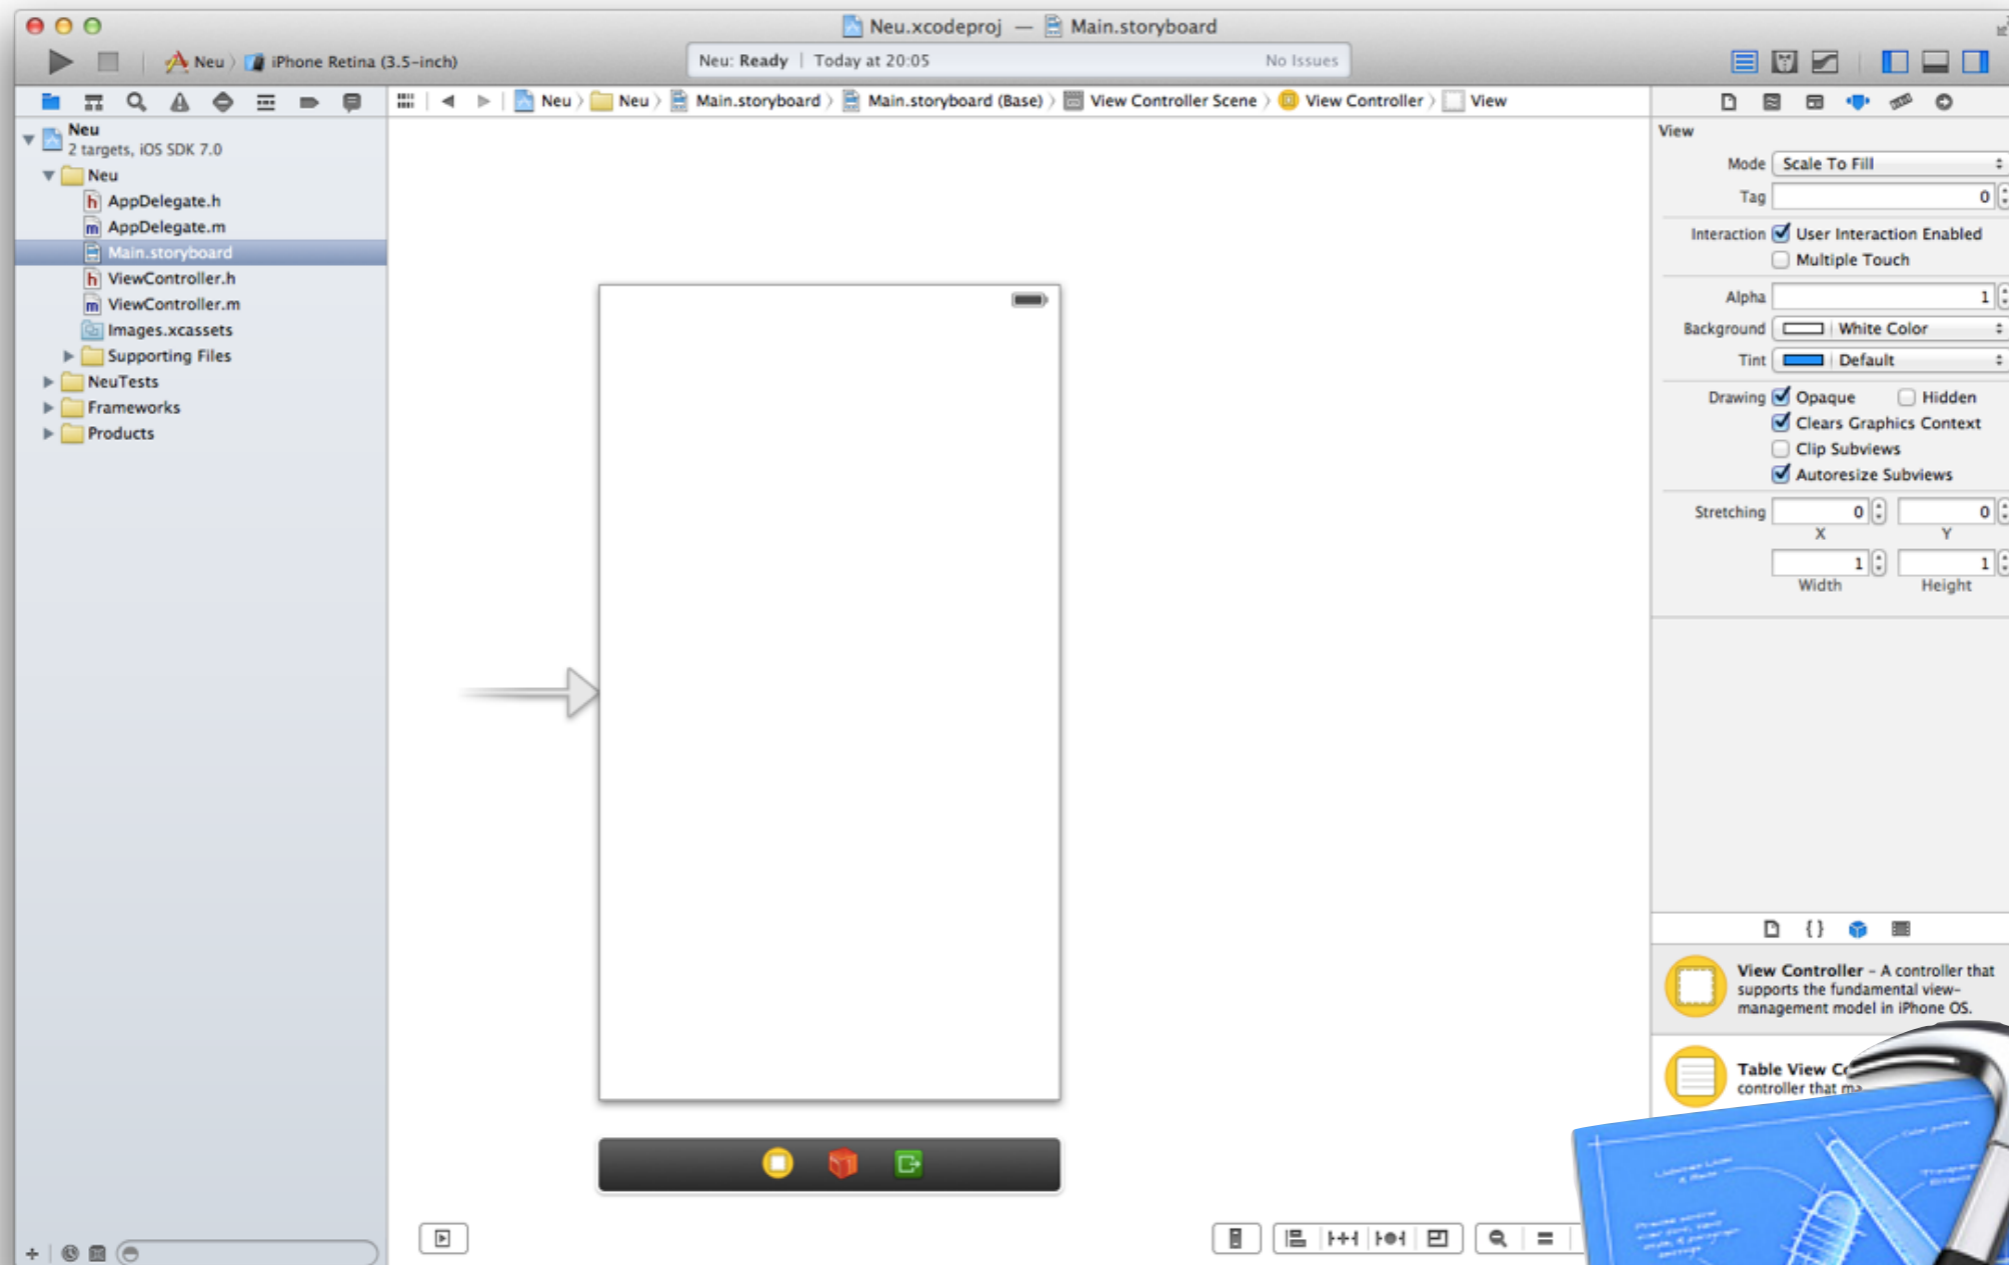 Neu.xcodeproj — Main.storyboard
Neu
iPhone Retina (3.5-inch)
Neu: Ready | Today at 20:05
No Issues
Neu
Neu
Main.storyboard
Main.storyboard (Base)
View Controller Scene
View Controller
View
Neu
2 targets, iOS SDK 7.0
Neu
h AppDelegate.h
m AppDelegate.m
Main.storyboard
h ViewController.h
m ViewController.m
Images.xcassets
Supporting Files
NeuTests
Frameworks
Products
View
Mode Scale To Fill
Tag 0
Interaction User Interaction Enabled
Multiple Touch
Alpha 1
Background White Color
Tint Default
Drawing Opaque Hidden
Clears Graphics Context
Clip Subviews
Autoresize Subviews
Stretching 0 0
X Y
1 1
Width Height
{ }
View Controller – A controller that
supports the fundamental view-
management model in iPhone OS.
Table View
controller that